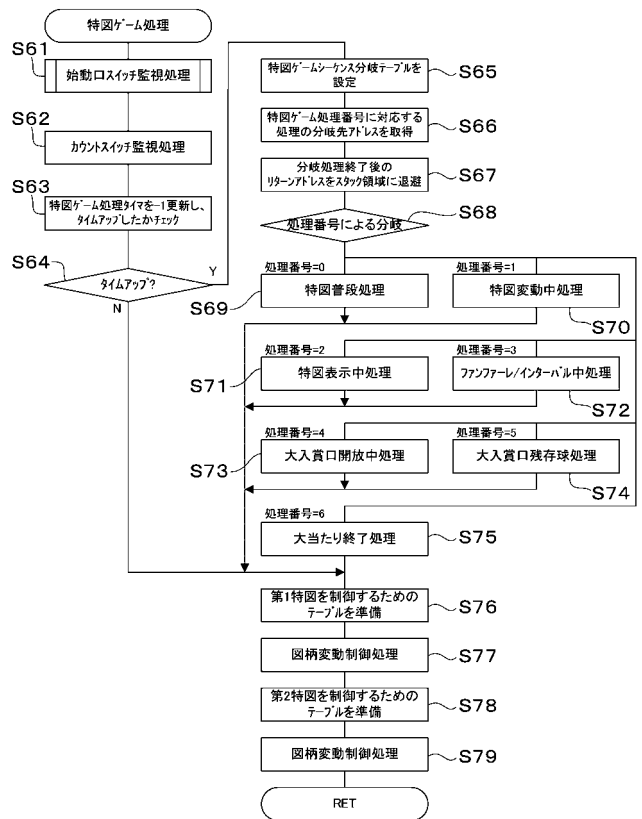 特図ゲーム処理
S61
始動口スイッチ監視処理
S62
カウントスイッチ監視処理
S63
特図ゲーム処理タイマを-1更新し、
タイムアップしたかチェック
S64
タイムアップ?
Y
N
特図ゲームシーケンス分岐テーブルを
設定
S65
特図ゲーム処理番号に対応する
処理の分岐先アドレスを取得
S66
分岐処理終了後の
リターンアドレスをスタック領域に退避
S67
処理番号による分岐
S68
処理番号=0
特図普段処理
S69
処理番号=1
特図変動中処理
S70
処理番号=2
特図表示中処理
S71
処理番号=3
ファンファーレ/インターバル中処理
S72
処理番号=4
大入賞口開放中処理
S73
処理番号=5
大入賞口残存球処理
S74
処理番号=6
大当たり終了処理
S75
第1特図を制御するための
テーブルを準備
S76
図柄変動制御処理
S77
第2特図を制御するための
テーブルを準備
S78
図柄変動制御処理
S79
RET